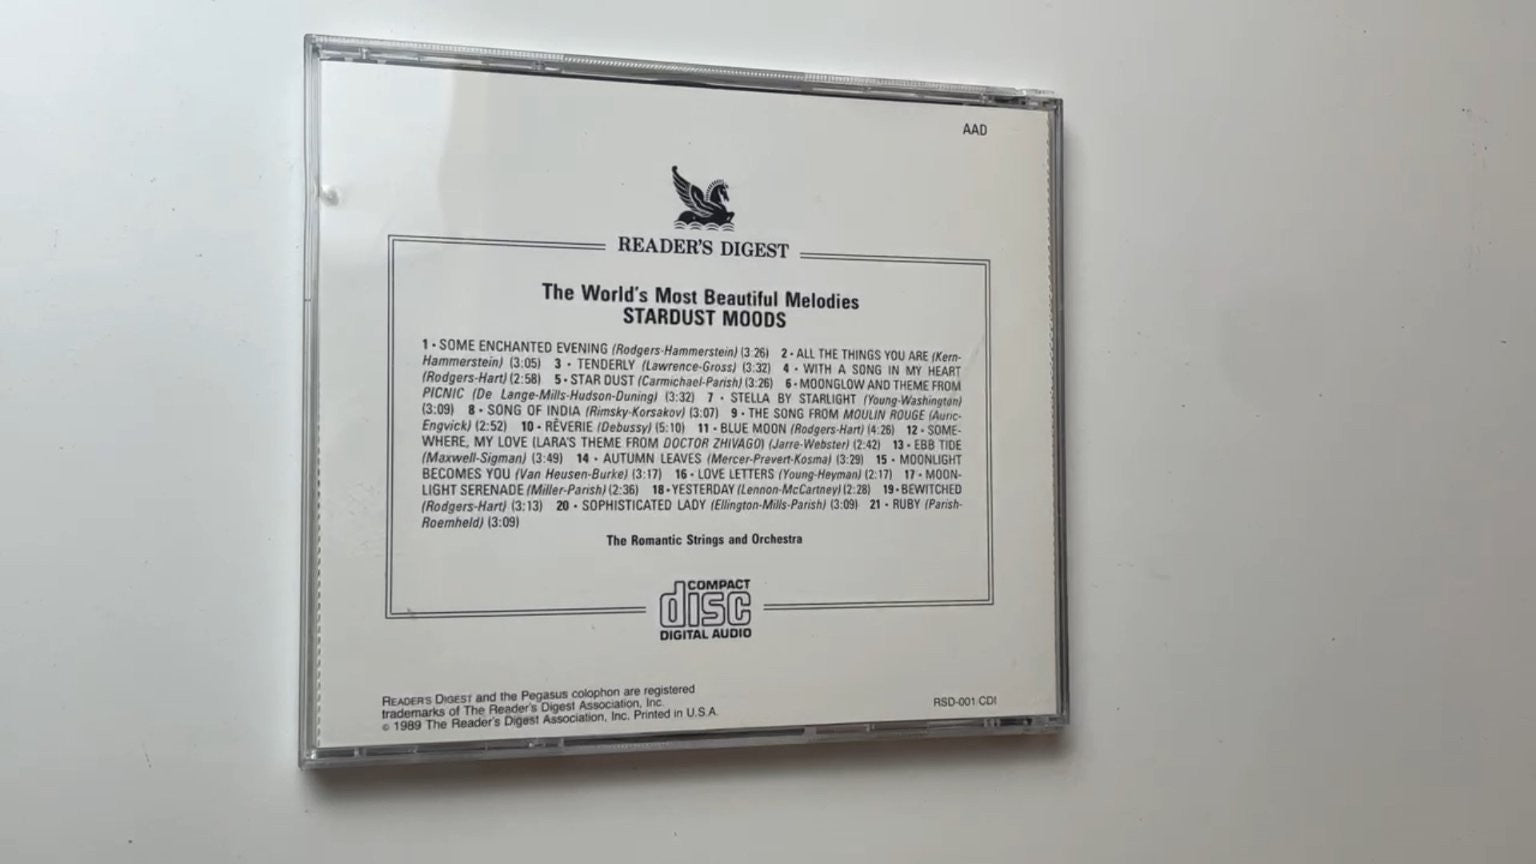 AAD
READER'S DIGEST
The World's Most Beautiful Melodies
STARDUST MOODS
1 • SOME ENCHANTED EVENING (Rodgers-Hammerstein) (3:26) 2 • ALL THE THINGS YOU ARE (Kern-
Hammerstein) (3:05) 3 • TENDERLY (Lawrence-Gross) (3:32) 4 • WITH A SONG IN MY HEART
(Rodgers-Hart) (2:58) 5 • STAR DUST (Carmichael-Parish) (3:26) 6 • MOONGLOW AND THEME FROM
PICNIC (De Lange-Mills-Hudson-Duning) (3:32) 7 • STELLA BY STARLIGHT (Young-Washington)
(3:09) 8 • SONG OF INDIA (Rimsky-Korsakov) (3:07) 9 • THE SONG FROM MOULIN ROUGE (Auric-
Engvick) (2:52) 10 • RÊVERIE (Debussy) (5:10) 11 • BLUE MOON (Rodgers-Hart) (4:26) 12 • SOME-
WHERE, MY LOVE (LARA'S THEME FROM DOCTOR ZHIVAGO) (Jarre-Webster) (2:42) 13 • EBB TIDE
(Maxwell-Sigman) (3:49) 14 • AUTUMN LEAVES (Mercer-Prevert-Kosma) (3:29) 15 • MOONLIGHT
BECOMES YOU (Van Heusen-Burke) (3:17) 16 • LOVE LETTERS (Young-Heyman) (2:17) 17 • MOON-
LIGHT SERENADE (Miller-Parish) (2:36) 18 • YESTERDAY (Lennon-McCartney) (2:28) 19 • BEWITCHED
(Rodgers-Hart) (3:13) 20 • SOPHISTICATED LADY (Ellington-Mills-Parish) (3:09) 21 • RUBY (Parish-
Roemheld) (3:09)
The Romantic Strings and Orchestra
COMPACT
disc
DIGITAL AUDIO
READER'S DIGEST and the Pegasus colophon are registered
trademarks of The Reader's Digest Association, Inc.
© 1989 The Reader's Digest Association, Inc. Printed in U.S.A.
RSD-001 CDI